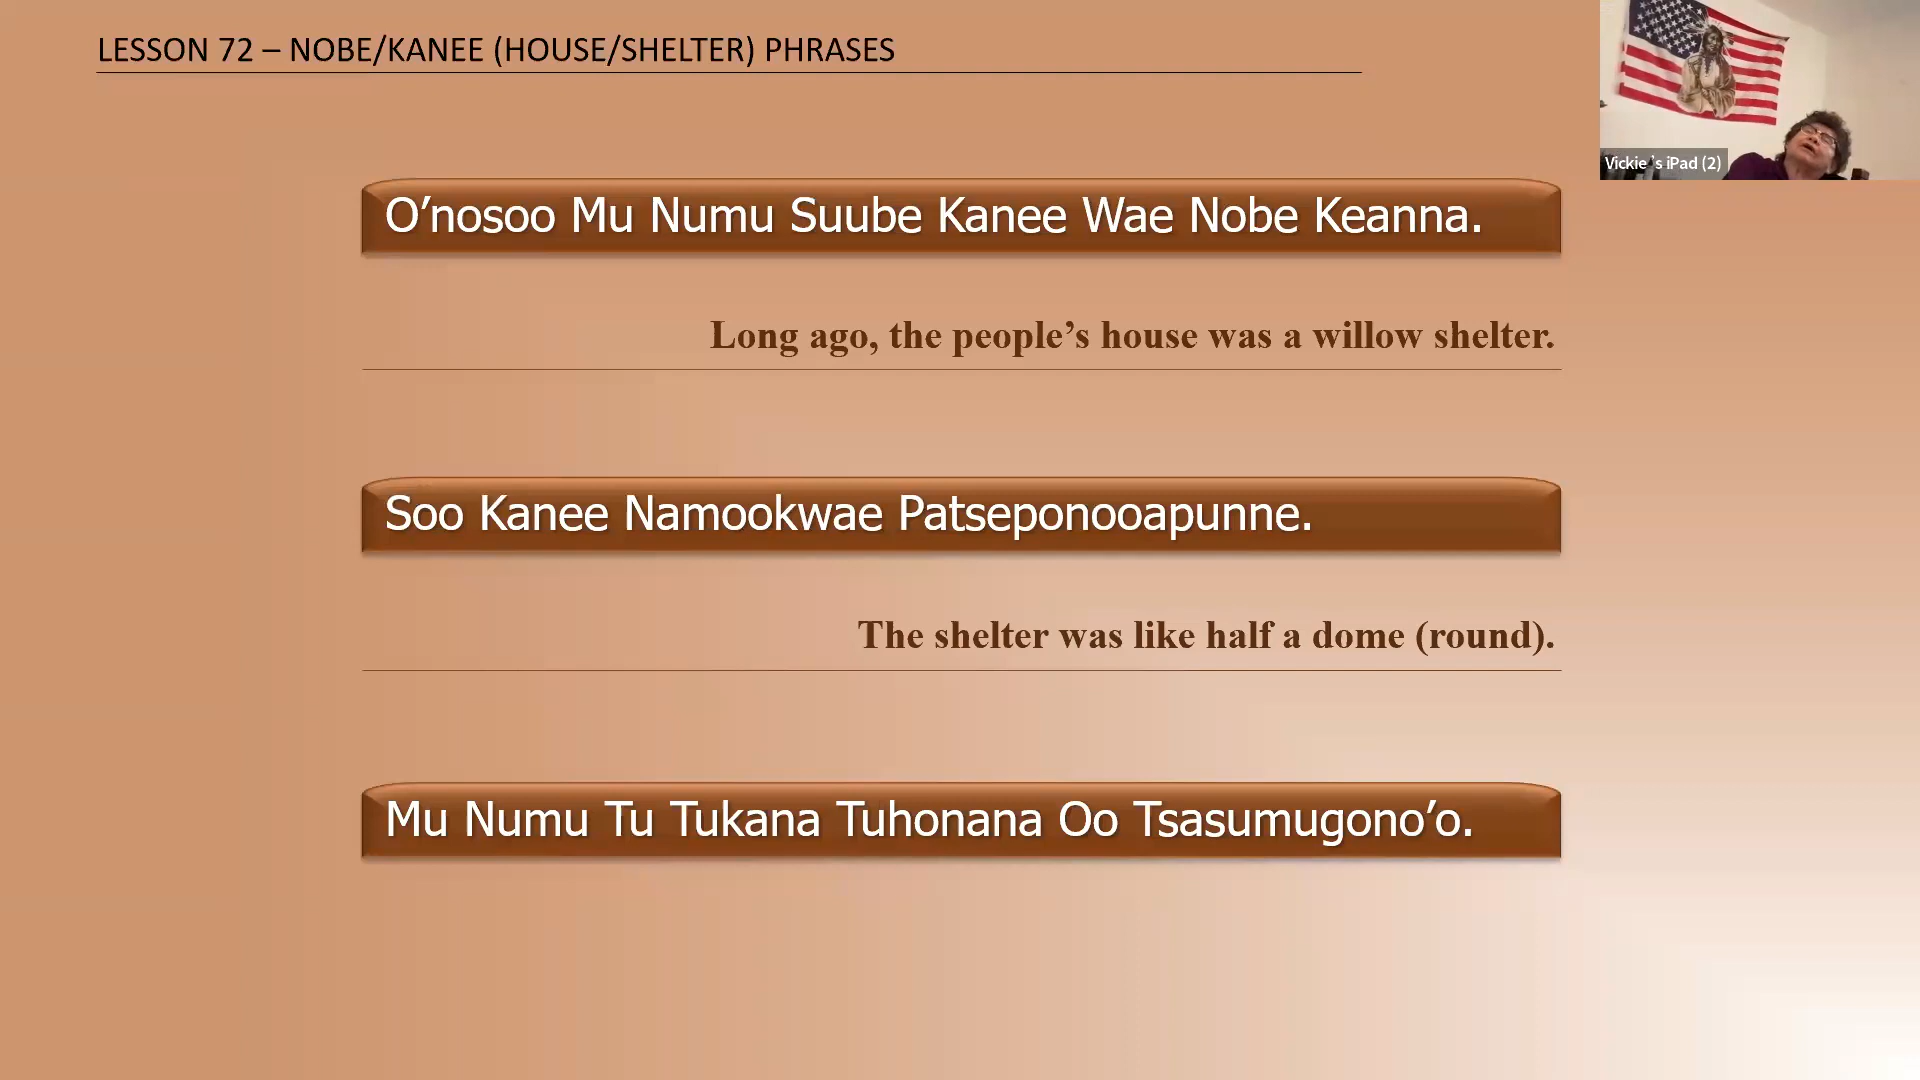 LESSON 72 – NOBE/KANEE (HOUSE/SHELTER) PHRASES
Vickie ´s iPad (2)
O’nosoo Mu Numu Suube Kanee Wae Nobe Keanna.
Long ago, the people’s house was a willow shelter.
Soo Kanee Namookwae Patseponooapunne.
The shelter was like half a dome (round).
Mu Numu Tu Tukana Tuhonana Oo Tsasumugono’o.